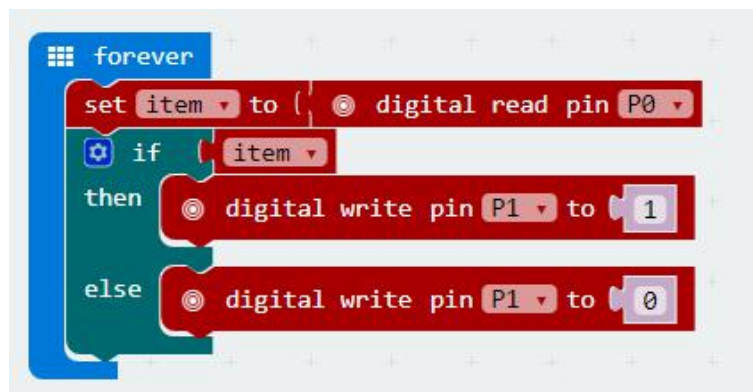 forever
set item to digital read pin P0
if item
then digital write pin P1 to 1
else digital write pin P1 to 0